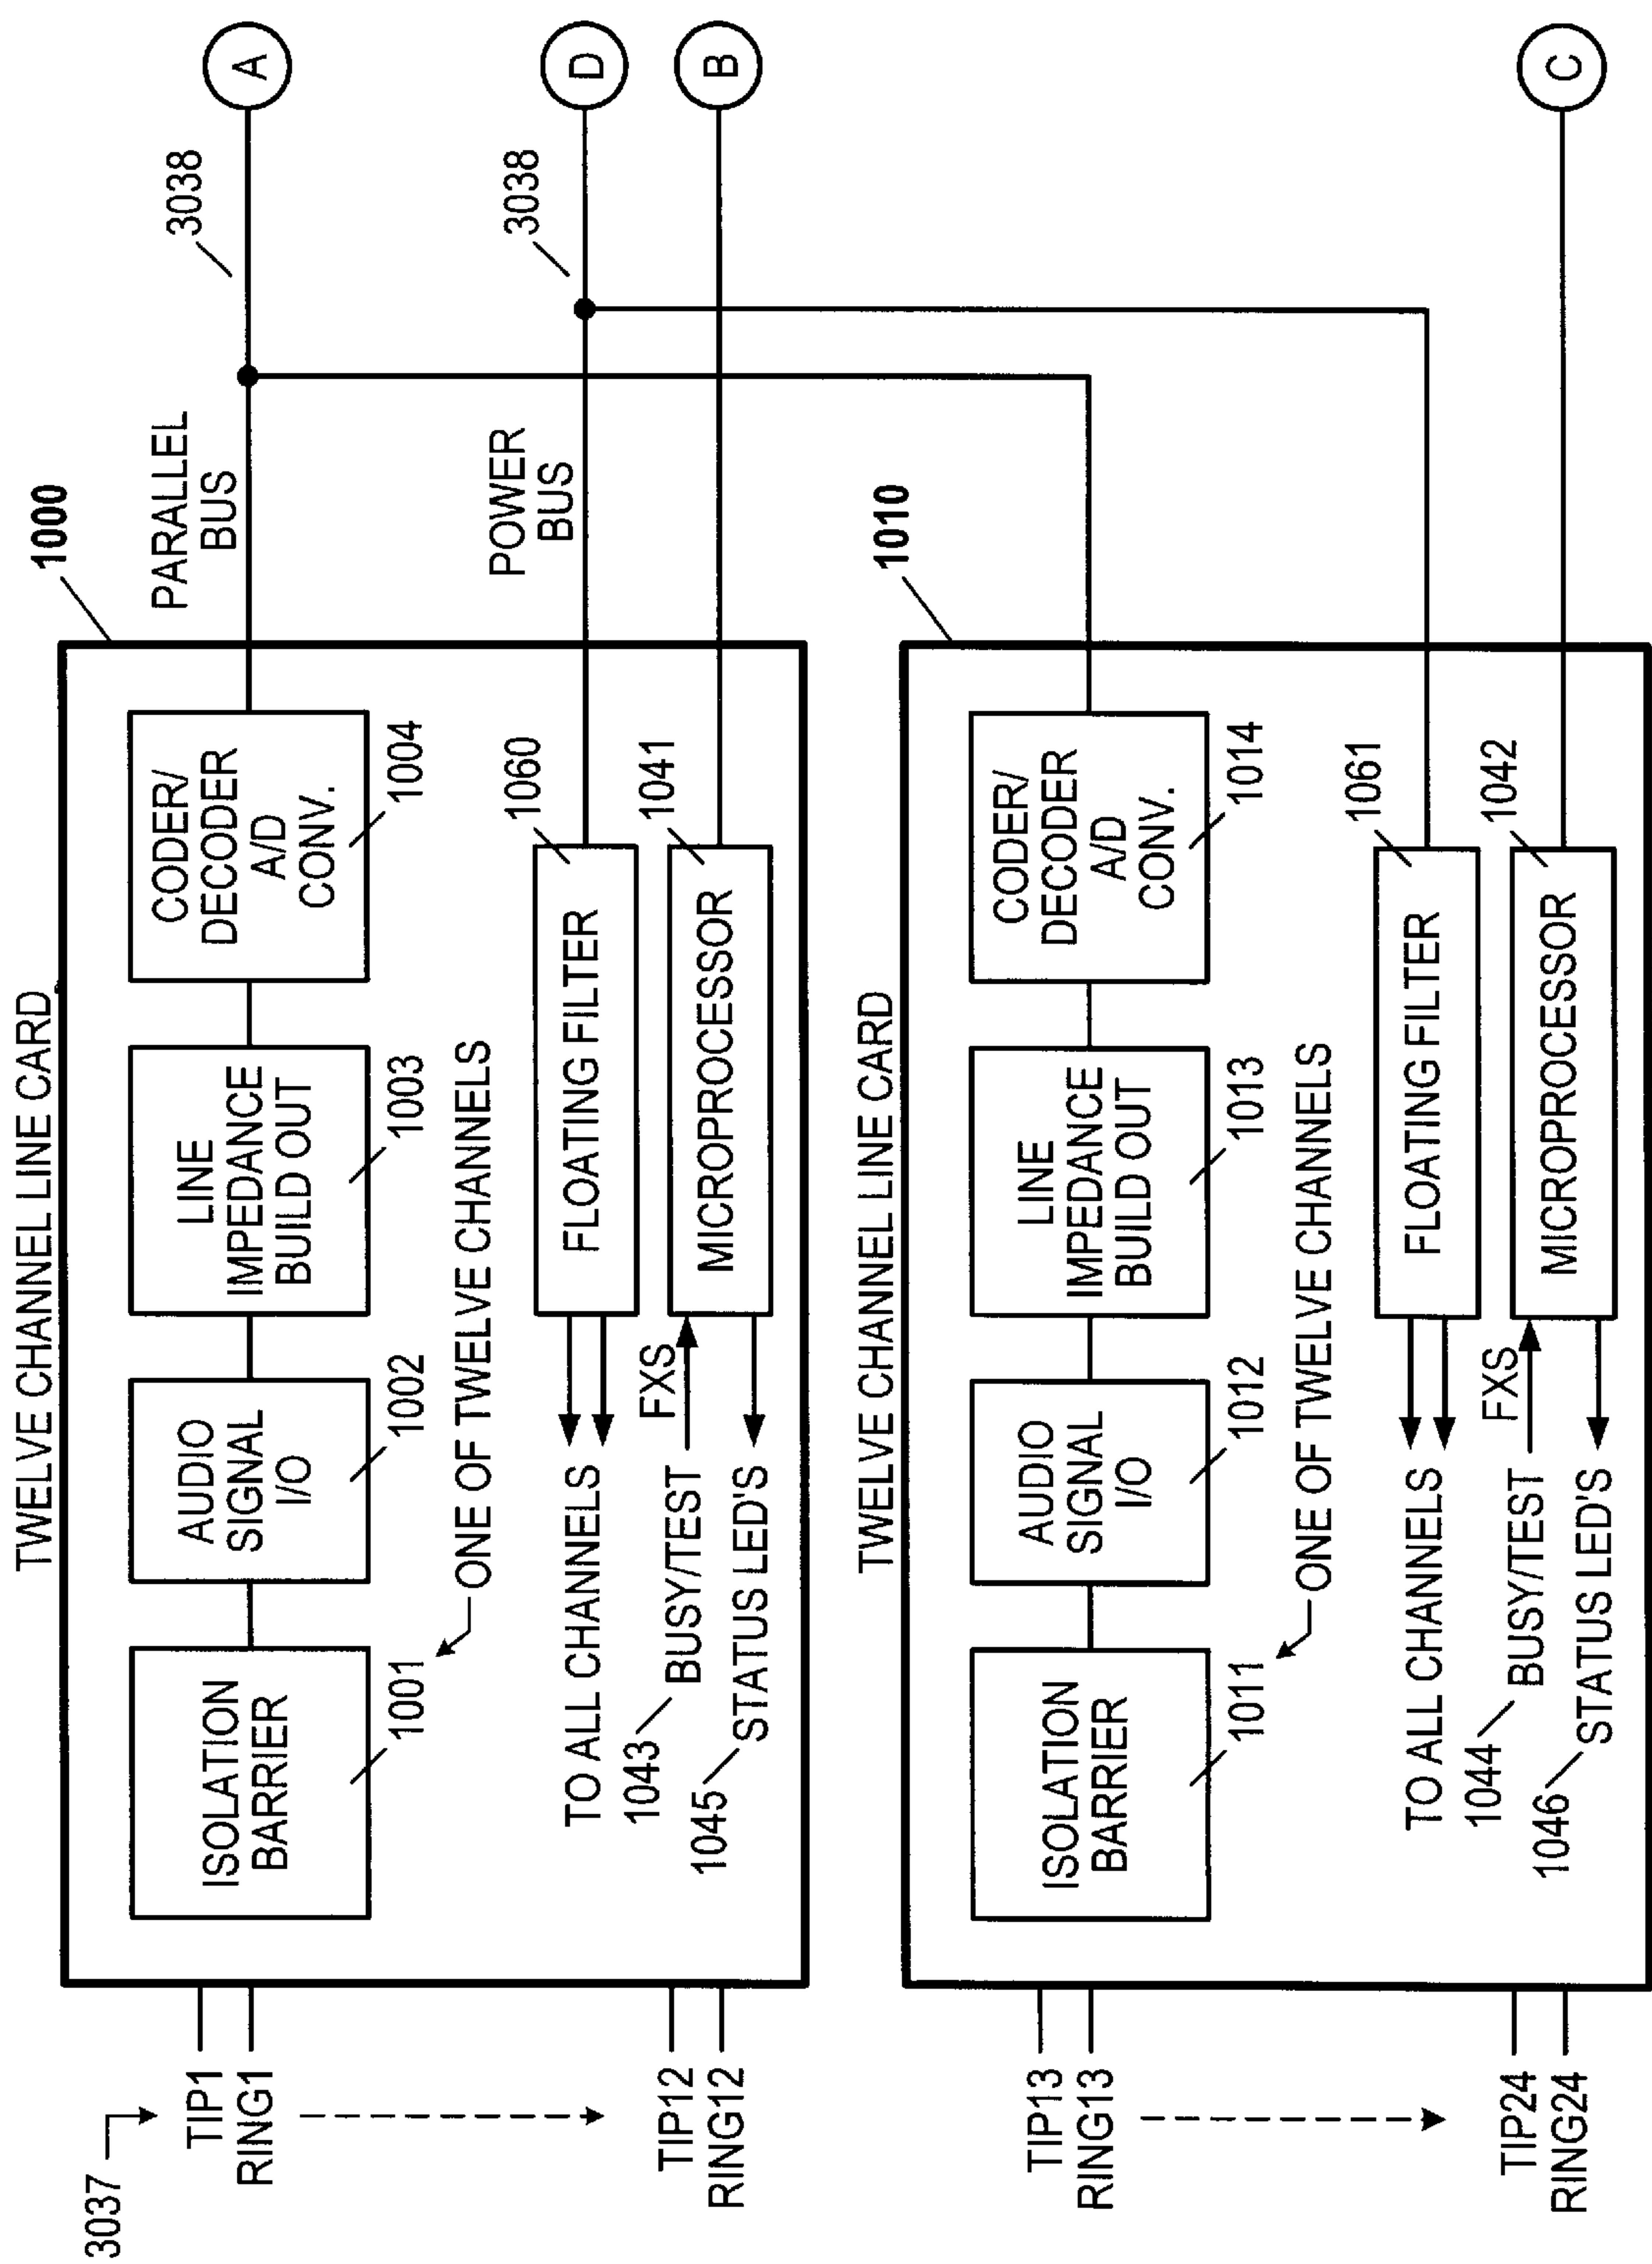 TWELVE CHANNEL LINE CARD
1000
ISOLATION
BARRIER
1001
AUDIO
SIGNAL
I/O
1002
LINE
IMPEDANCE
BUILD OUT
1003
CODER/
DECODER
A/D
CONV.
1004
PARALLEL
BUS
3038
A
ONE OF TWELVE CHANNELS
TO ALL CHANNELS
FLOATING FILTER
1060
POWER
BUS
3038
D
1043
BUSY/TEST
FXS
MICROPROCESSOR
1041
B
1045
STATUS LED'S
3037
TIP1
RING1
TIP12
RING12
TWELVE CHANNEL LINE CARD
1010
ISOLATION
BARRIER
1011
AUDIO
SIGNAL
I/O
1012
LINE
IMPEDANCE
BUILD OUT
1013
CODER/
DECODER
A/D
CONV.
1014
ONE OF TWELVE CHANNELS
TO ALL CHANNELS
FLOATING FILTER
1061
1044
BUSY/TEST
FXS
MICROPROCESSOR
1042
C
1046
STATUS LED'S
TIP13
RING13
TIP24
RING24